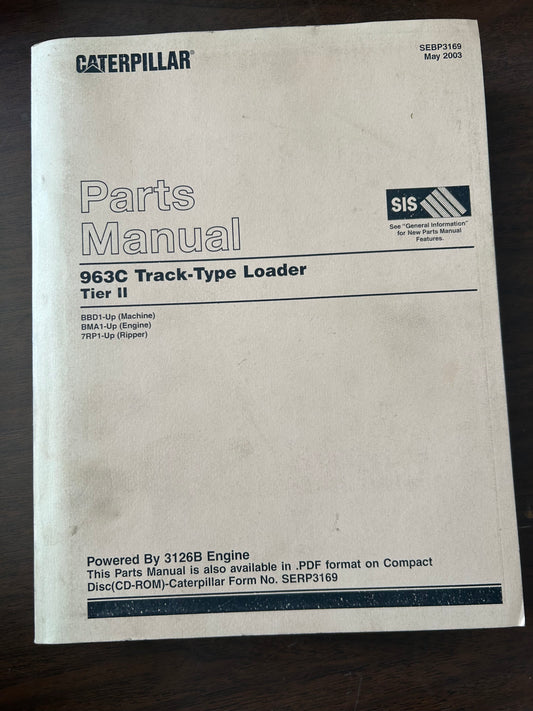 CATERPILLAR®
SEBP3169
May 2003
Parts
Manual
SIS
See "General Information"
for New Parts Manual
Features.
963C Track-Type Loader
Tier II
BBD1-Up (Machine)
BMA1-Up (Engine)
7RP1-Up (Ripper)
Powered By 3126B Engine
This Parts Manual is also available in .PDF format on Compact
Disc(CD-ROM)-Caterpillar Form No. SERP3169